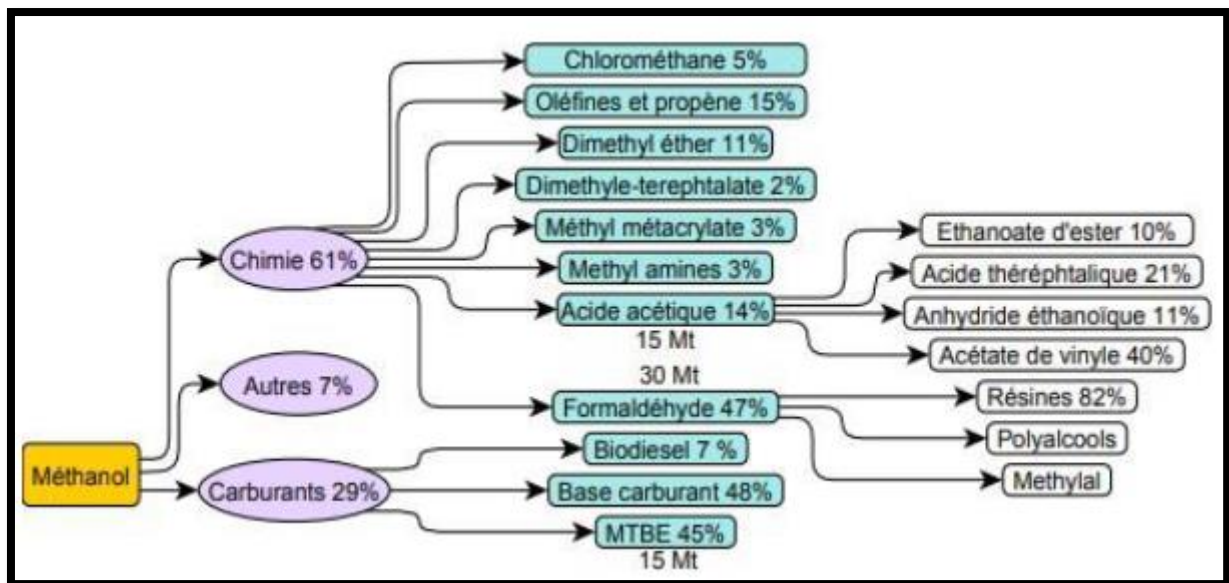 Chlorométhane 5%
Oléfines et propène 15%
Dimethyl éther 11%
Dimethyle-terephtalate 2%
Méthyl métacrylate 3%
Chimie 61%
Methyl amines 3%
Acide acétique 14%
15 Mt
Ethanoate d'ester 10%
Acide théréphtalique 21%
Anhydride éthanoïque 11%
Acétate de vinyle 40%
Autres 7%
30 Mt
Formaldéhyde 47%
Résines 82%
Polyalcools
Methylal
Méthanol
Carburants 29%
Biodiesel 7 %
Base carburant 48%
MTBE 45%
15 Mt